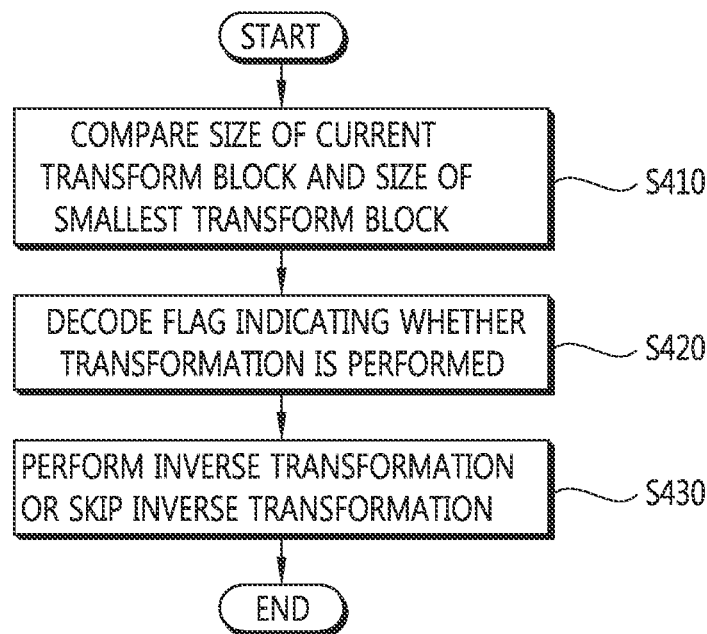 START
COMPARE SIZE OF CURRENT
TRANSFORM BLOCK AND SIZE OF
SMALLEST TRANSFORM BLOCK
S410
DECODE FLAG INDICATING WHETHER
TRANSFORMATION IS PERFORMED
S420
PERFORM INVERSE TRANSFORMATION
OR SKIP INVERSE TRANSFORMATION
S430
END